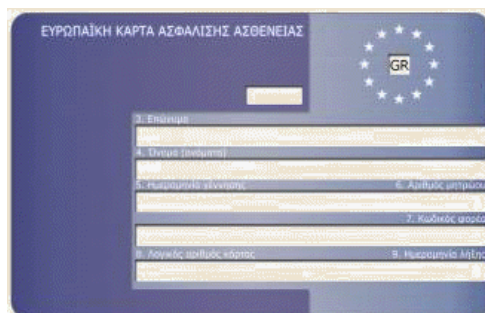 ΕΥΡΩΠΑΪΚΗ ΚΑΡΤΑ ΑΣΦΑΛΙΣΗΣ ΑΣΘΕΝΕΙΑΣ
GR
3. Επώνυμο
4. Όνομα (ονόματα)
5. Ημερομηνία γέννησης 6. Αριθμός μητρώου
7. Κωδικός φορέα
8. Λογικός αριθμός κάρτας 9. Ημερομηνία λήξης